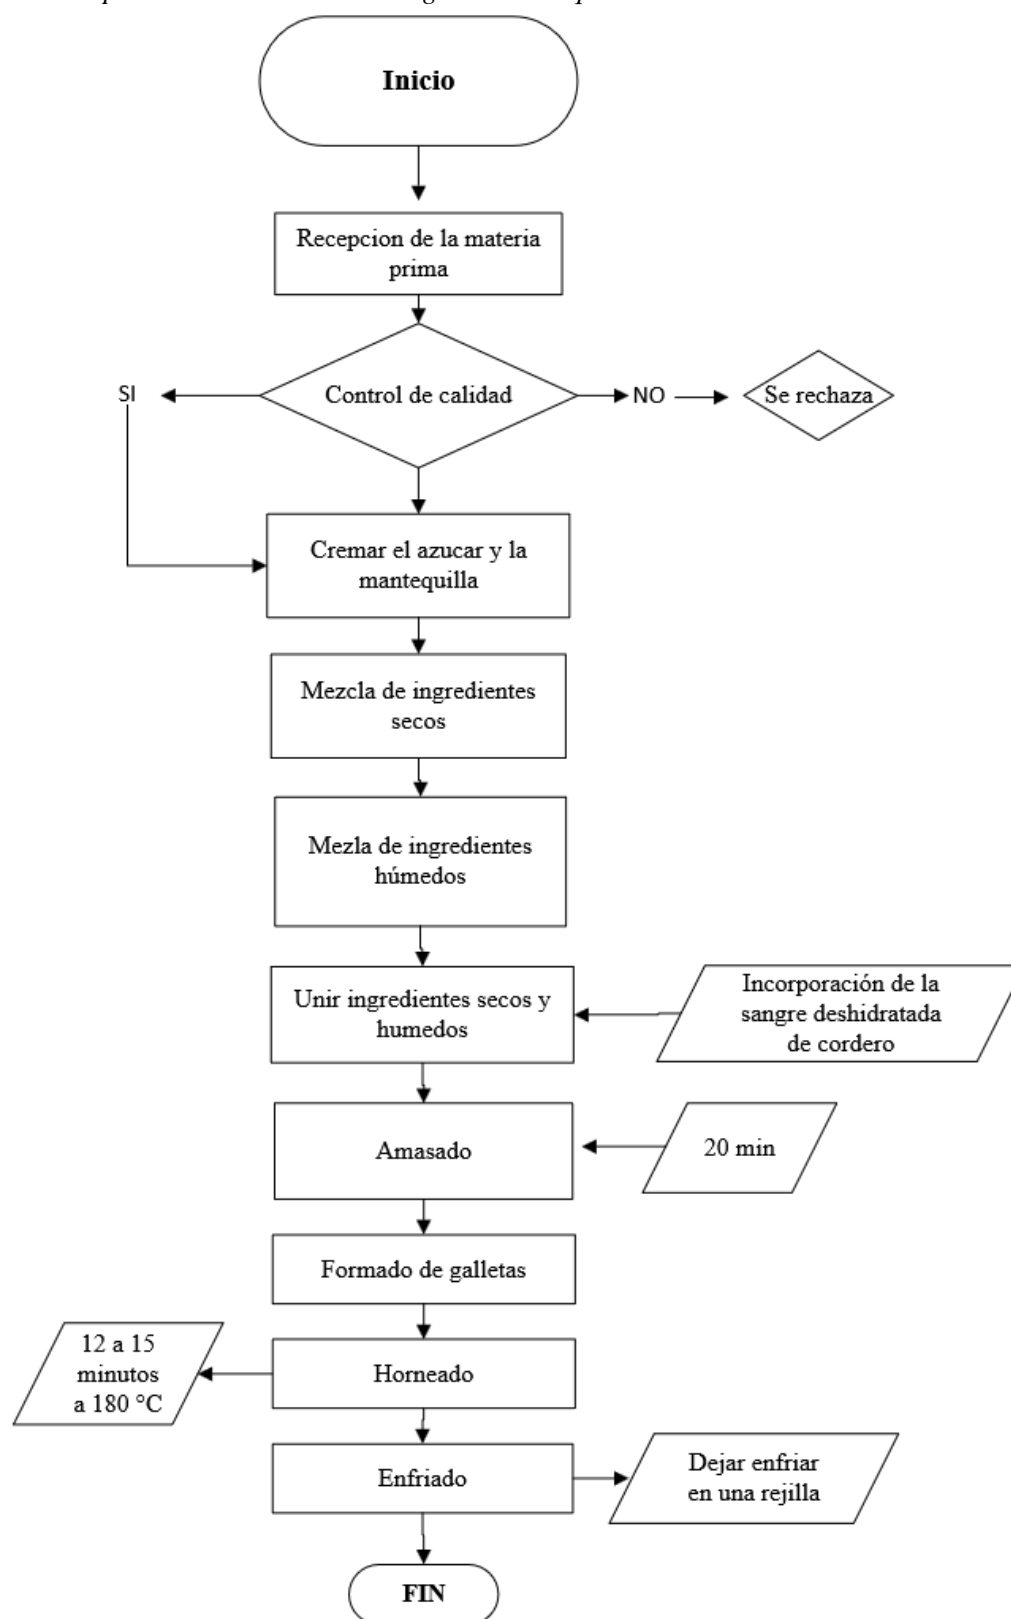 Inicio
Recepcion de la materia
prima
Control de calidad
SI
NO
Se rechaza
Cremar el azucar y la
mantequilla
Mezcla de ingredientes
secos
Mezla de ingredientes
húmedos
Unir ingredientes secos y
humedos
Incorporación de la
sangre deshidratada
de cordero
Amasado
20 min
Formado de galletas
12 a 15
minutos
a 180 °C
Horneado
Enfriado
Dejar enfriar
en una rejilla
FIN